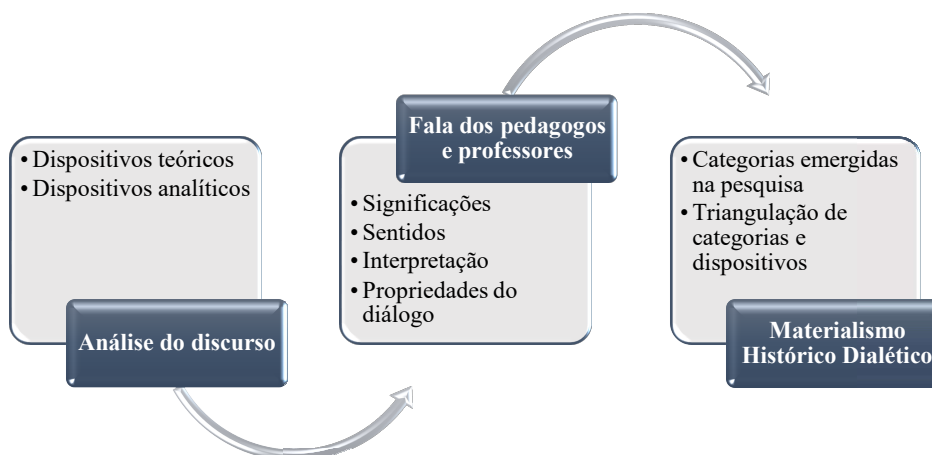 • Dispositivos teóricos
• Dispositivos analíticos
Análise do discurso
Fala dos pedagogos
e professores
• Significações
• Sentidos
• Interpretação
• Propriedades do
diálogo
• Categorias emergidas
na pesquisa
• Triangulação de
categorias e
dispositivos
Materialismo
Histórico Dialético